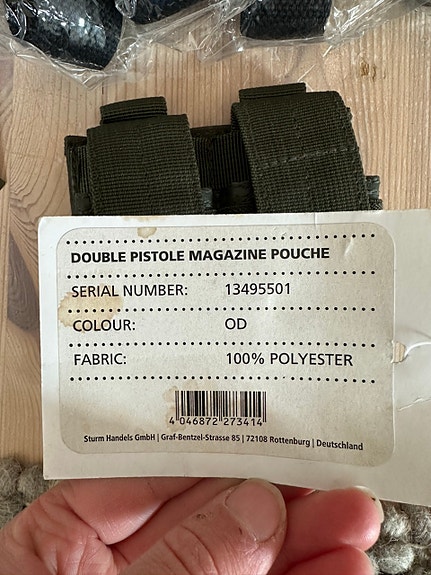 DOUBLE PISTOLE MAGAZINE POUCHE
SERIAL NUMBER: 13495501
COLOUR: OD
FABRIC: 100% POLYESTER
4 046872 273414
Sturm Handels GmbH | Graf-Bentzel-Strasse 85 | 72108 Rottenburg | Deutschland